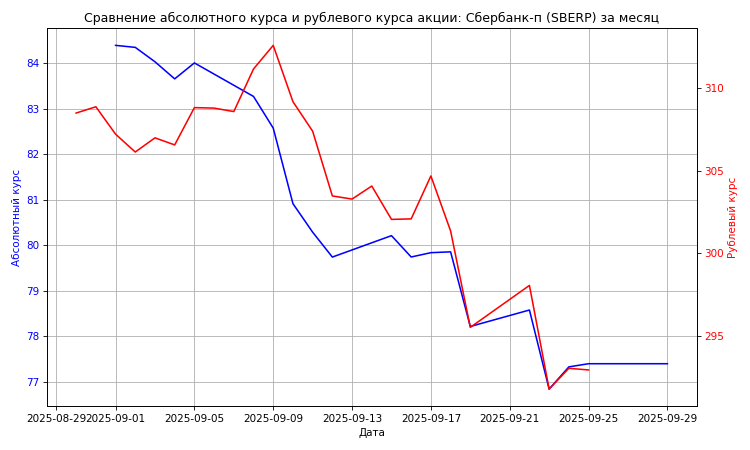 Сравнение абсолютного курса и рублевого курса акции: Сбербанк-п (SBERP) за месяц
Абсолютный курс
84
83
82
81
80
79
78
77
310
305
300
295
Рублевый курс
2025-08-29 2025-09-01 2025-09-05 2025-09-09 2025-09-13 2025-09-17 2025-09-21 2025-09-25 2025-09-29
Дата